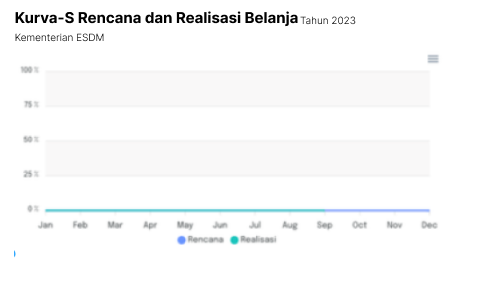 Kurva-S Rencana dan Realisasi Belanja Tahun 2023
Kementerian ESDM
100 %
75 %
50 %
25 %
0 %
Jan Feb Mar Apr May Jun Jul Aug Sep Oct Nov Dec
Rencana Realisasi